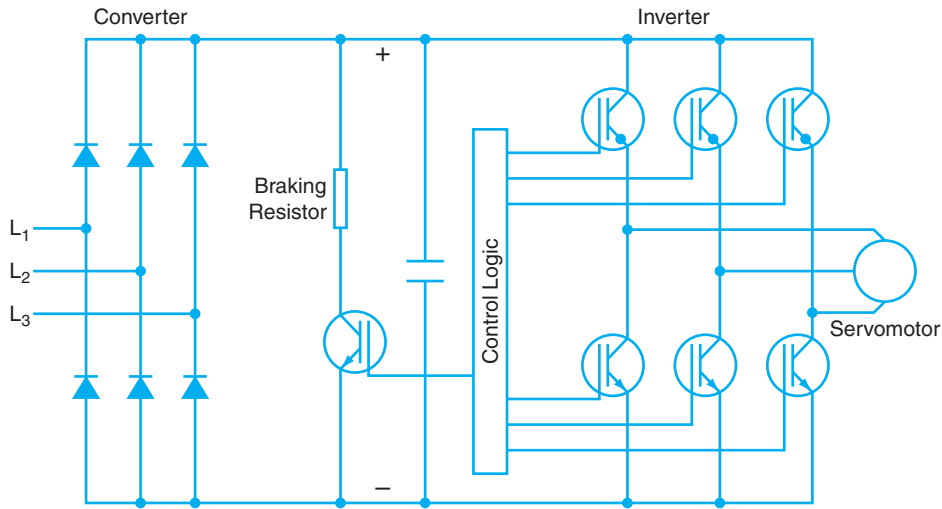 Converter
Inverter
+
Braking
Resistor
L1
L2
L3
Control Logic
Servomotor
–